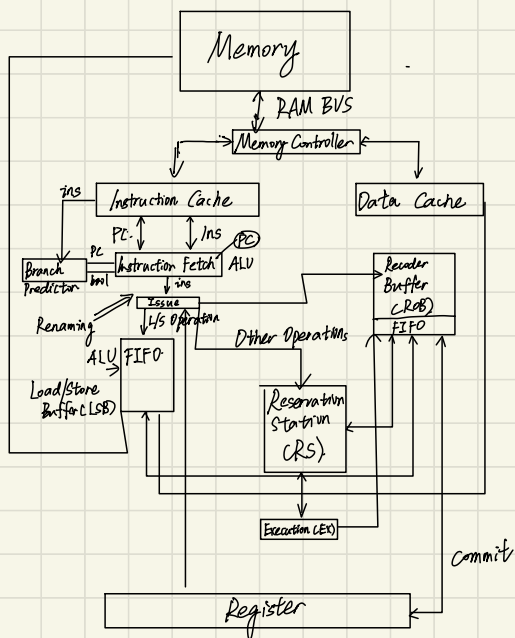 Memory
RAM BUS
Memory Controller
ins
Instruction Cache
Data Cache
PC.
Ins
PC
PC
Branch
Predictor
bool
Instruction Fetch
ALU
ins
Issue
Renaming
L/S Operation
Recoder
Buffer
(ROB)
FIFO
Other Operations
ALU
FIFO.
Load/Store
Buffer(LSB)
Reservation
Station
(RS).
Execution(EX)
Commit
Register